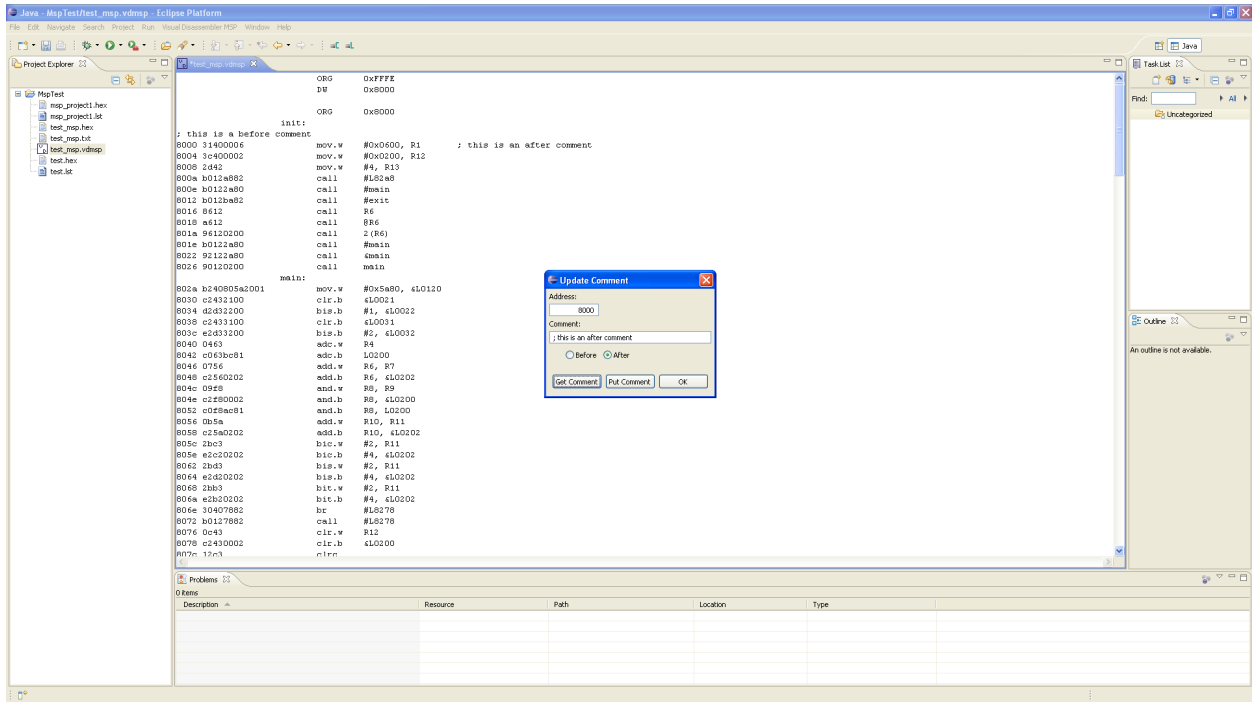 Java - MspTest/test_msp.vdmsp - Eclipse Platform
File Edit Navigate Search Project Run Visual Disassembler MSP Window Help
Java
Project Explorer
MspTest
msp_project1.hex
msp_project1.lst
test_msp.hex
test_msp.txt
test_msp.vdmsp
test.hex
test.lst
*test_msp.vdmsp
ORG 0xFFFE
DW 0x8000
ORG 0x8000
init:
; this is a before comment
8000 31400006 mov.w #0x0600, R1 ; this is an after comment
8004 3c400002 mov.w #0x0200, R12
8008 2d42 mov.w #4, R13
800a b012a882 call #L82a8
800e b0122a80 call #main
8012 b012ba82 call #exit
8016 8612 call R6
8018 a612 call @R6
801a 96120200 call 2(R6)
801e b0122a80 call #main
8022 92122a80 call &main
8026 90120200 call main
main:
802a b240805a2001 mov.w #0x5a80, &L0120
8030 c2432100 clr.b &L0021
8034 d2d32200 bis.b #1, &L0022
8038 c2433100 clr.b &L0031
803c e2d33200 bis.b #2, &L0032
8040 0463 adc.w R4
8042 c063bc81 adc.b L0200
8046 0756 add.w R6, R7
8048 c2560202 add.b R6, &L0202
804c 09f8 and.w R8, R9
804e c2f80002 and.b R8, &L0200
8052 c0f8ac81 and.b R8, L0200
8056 0b5a add.w R10, R11
8058 c25a0202 add.b R10, &L0202
805c 2bc3 bic.w #2, R11
805e e2c20202 bic.b #4, &L0202
8062 2bd3 bis.w #2, R11
8064 e2d20202 bis.b #4, &L0202
8068 2bb3 bit.w #2, R11
806a e2b20202 bit.b #4, &L0202
806e 30407882 br #L8278
8072 b0127882 call #L8278
8076 0c43 clr.w R12
8078 c2430002 clr.b &L0200
807c 12c3 clrc
Update Comment
Address:
8000
Comment:
; this is an after comment
Before After
Get Comment Put Comment OK
Task List
Find: All
Uncategorized
Outline
An outline is not available.
Problems
0 items
Description Resource Path Location Type